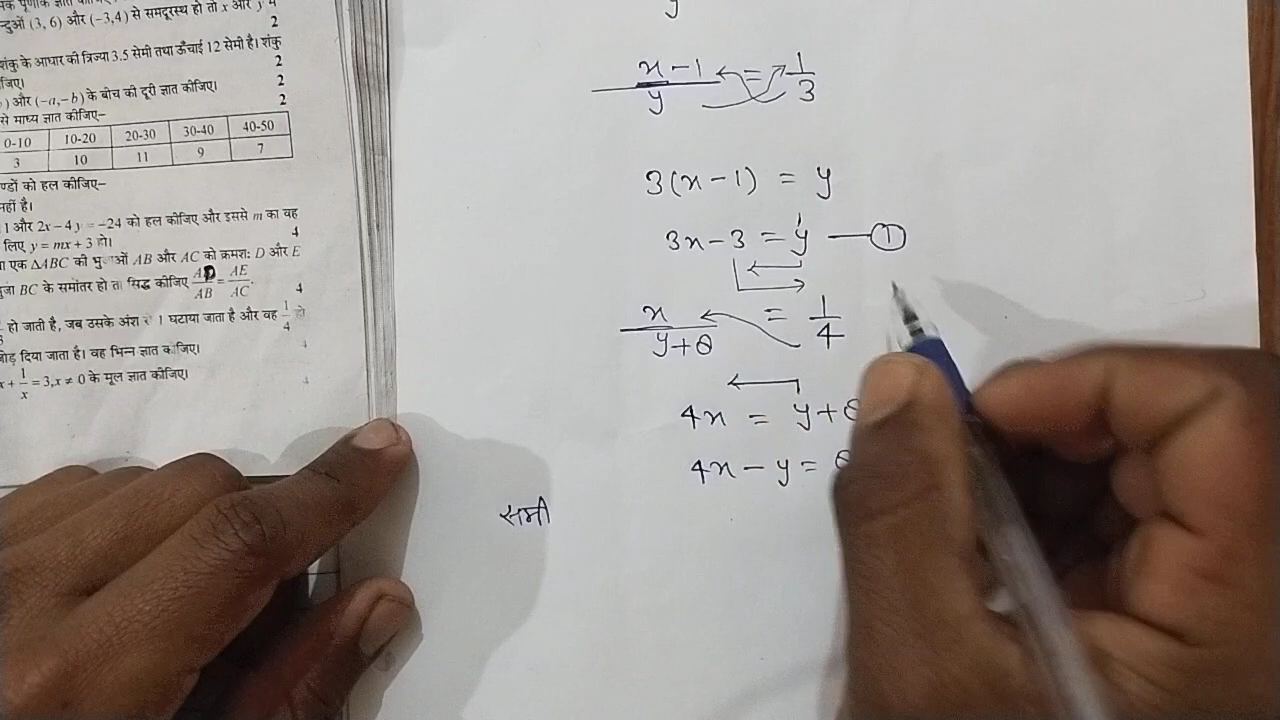 न्दुओं (3, 6) और (−3,4) से समदूरस्थ हो तो x और y
2
शंकु के आधार की त्रिज्या 3.5 सेमी तथा ऊँचाई 12 सेमी है। शंकु
2
जिए।
2
) और (−a,−b) के बीच की दूरी ज्ञात कीजिए।
2
से माध्य ज्ञात कीजिए−
0-10 10-20 20-30 30-40 40-50
3 10 11 9 7
ण्डों को हल कीजिए−
नहीं है।
1 और 2x − 4y = −24 को हल कीजिए और इससे m का वह
लिए y = mx + 3 हो।
4
एक ΔABC की भुजाओं AB और AC को क्रमश: D और E
BC के समांतर हो सिद्ध कीजिए AD/AB = AE/AC.
4
हो जाती है, जब उसके अंश 1 घटाया जाता है और वह 1/4 हो
जोड़ दिया जाता है। वह भिन्न ज्ञात कीजिए।
4
x + 1/x = 3, x ≠ 0 के मूल ज्ञात कीजिए।
4
y
(x − 1)/y = 1/3
3(x − 1) = y
3x − 3 = y — ①
x/(y+8) = 1/4
4x = y+8
4x − y =
समी